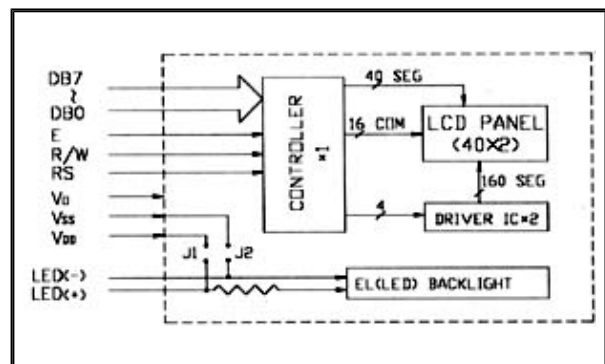 DB7
~
DB0
E
R/W
RS
Vo
Vss
VDD
LED(-)
LED(+)
J1
J2
CONTROLLER
×1
40 SEG
16 COM
4
LCD PANEL
(40×2)
160 SEG
DRIVER IC×2
EL(LED) BACKLIGHT